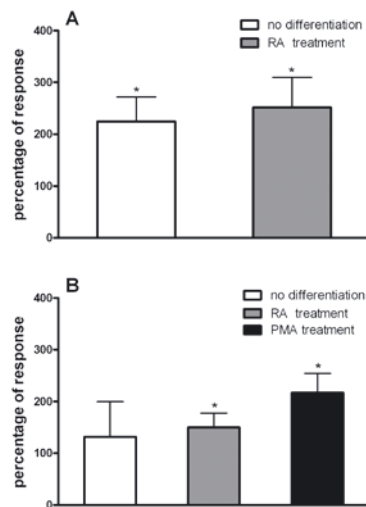 A
no differentiation
RA treatment
percentage of response
400
300
200
100
0
*
*
B
no differentiation
RA treatment
PMA treatment
percentage of response
400
300
200
100
0
*
*